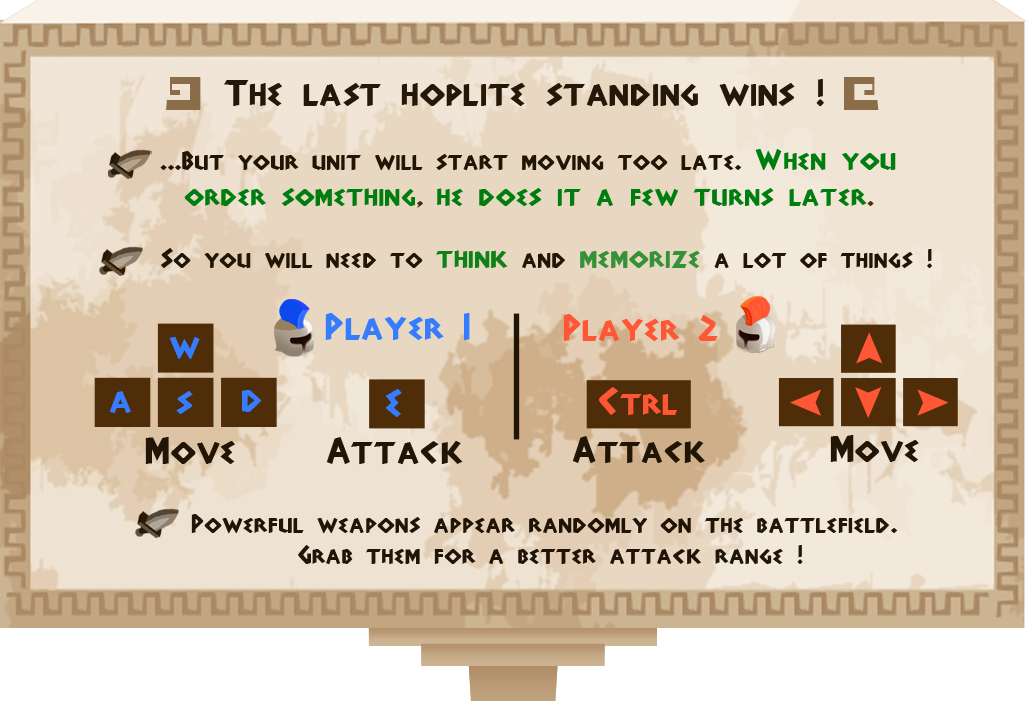 The last hoplite standing wins !
...But your unit will start moving too late. When you
order something, he does it a few turns later.
So you will need to think and memorize a lot of things !
Player 1
Player 2
W
A S D
E
Ctrl
Move
Attack
Attack
Move
Powerful weapons appear randomly on the battlefield.
Grab them for a better attack range !